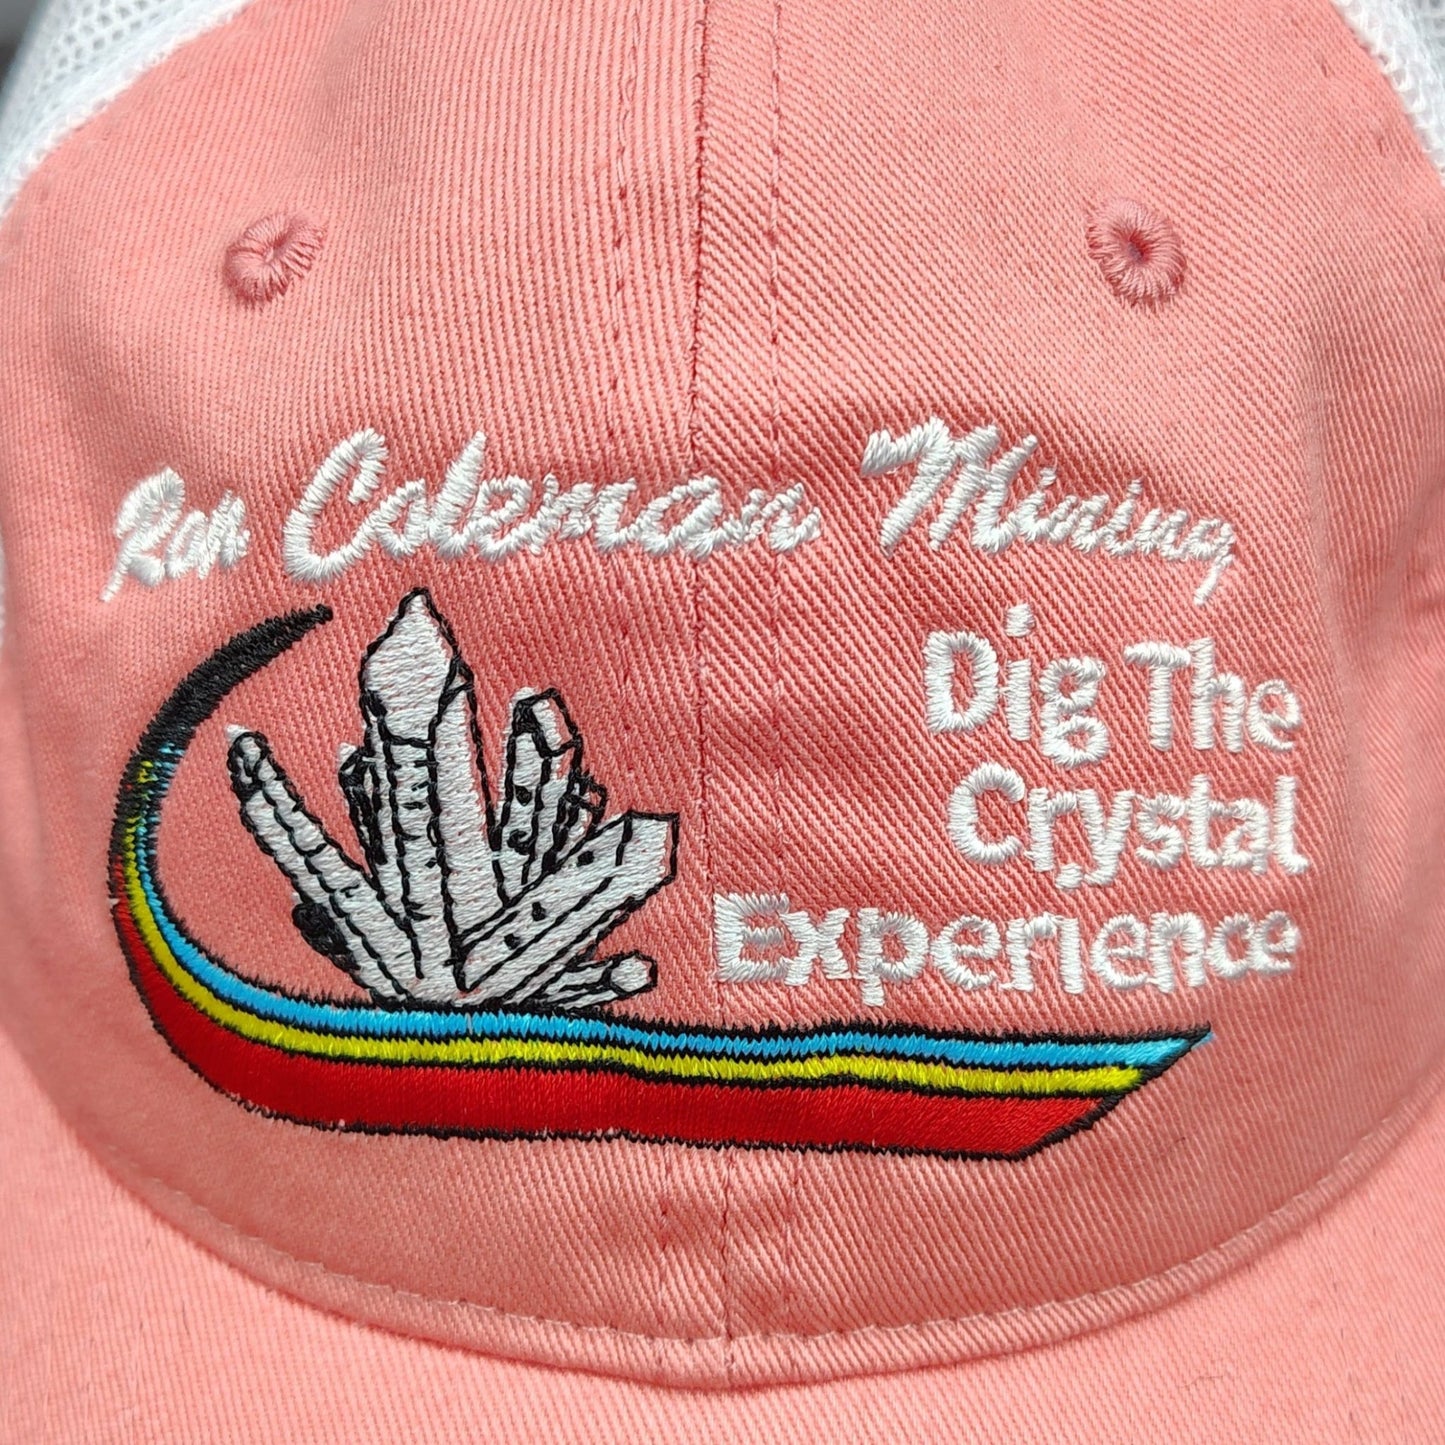 Ron Coleman Mining
Dig The
Crystal
Experience